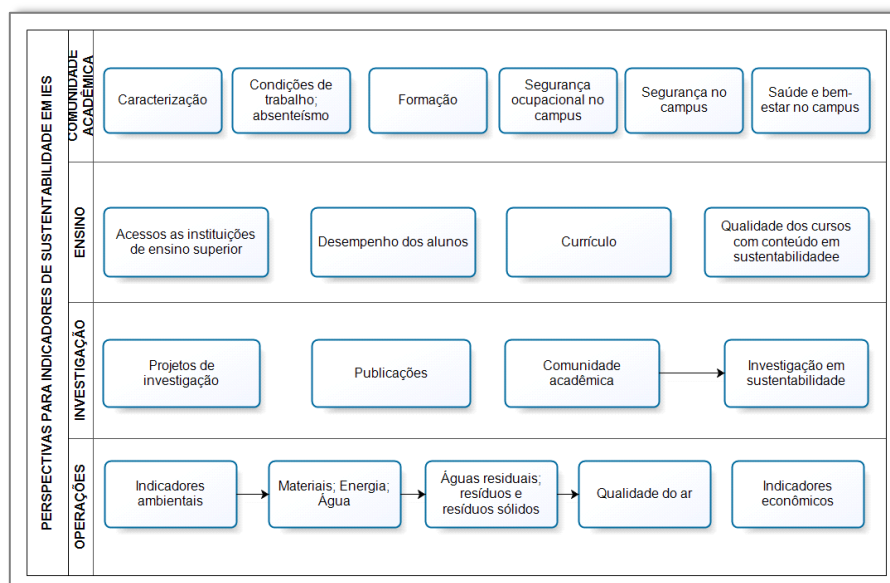 PERSPECTIVAS PARA INDICADORES DE SUSTENTABILIDADE EM IES
COMUNIDADE
ACADÊMICA
Caracterização
Condições de
trabalho;
absenteísmo
Formação
Segurança
ocupacional no
campus
Segurança no
campus
Saúde e bem-
estar no campus
ENSINO
Acessos as instituições
de ensino superior
Desempenho dos alunos
Currículo
Qualidade dos cursos
com conteúdo em
sustentabilidadee
INVESTIGAÇÃO
Projetos de
investigação
Publicações
Comunidade
acadêmica
Investigação em
sustentabilidade
OPERAÇÕES
Indicadores
ambientais
Materiais; Energia;
Água
Águas residuais;
resíduos e
resíduos sólidos
Qualidade do ar
Indicadores
econômicos